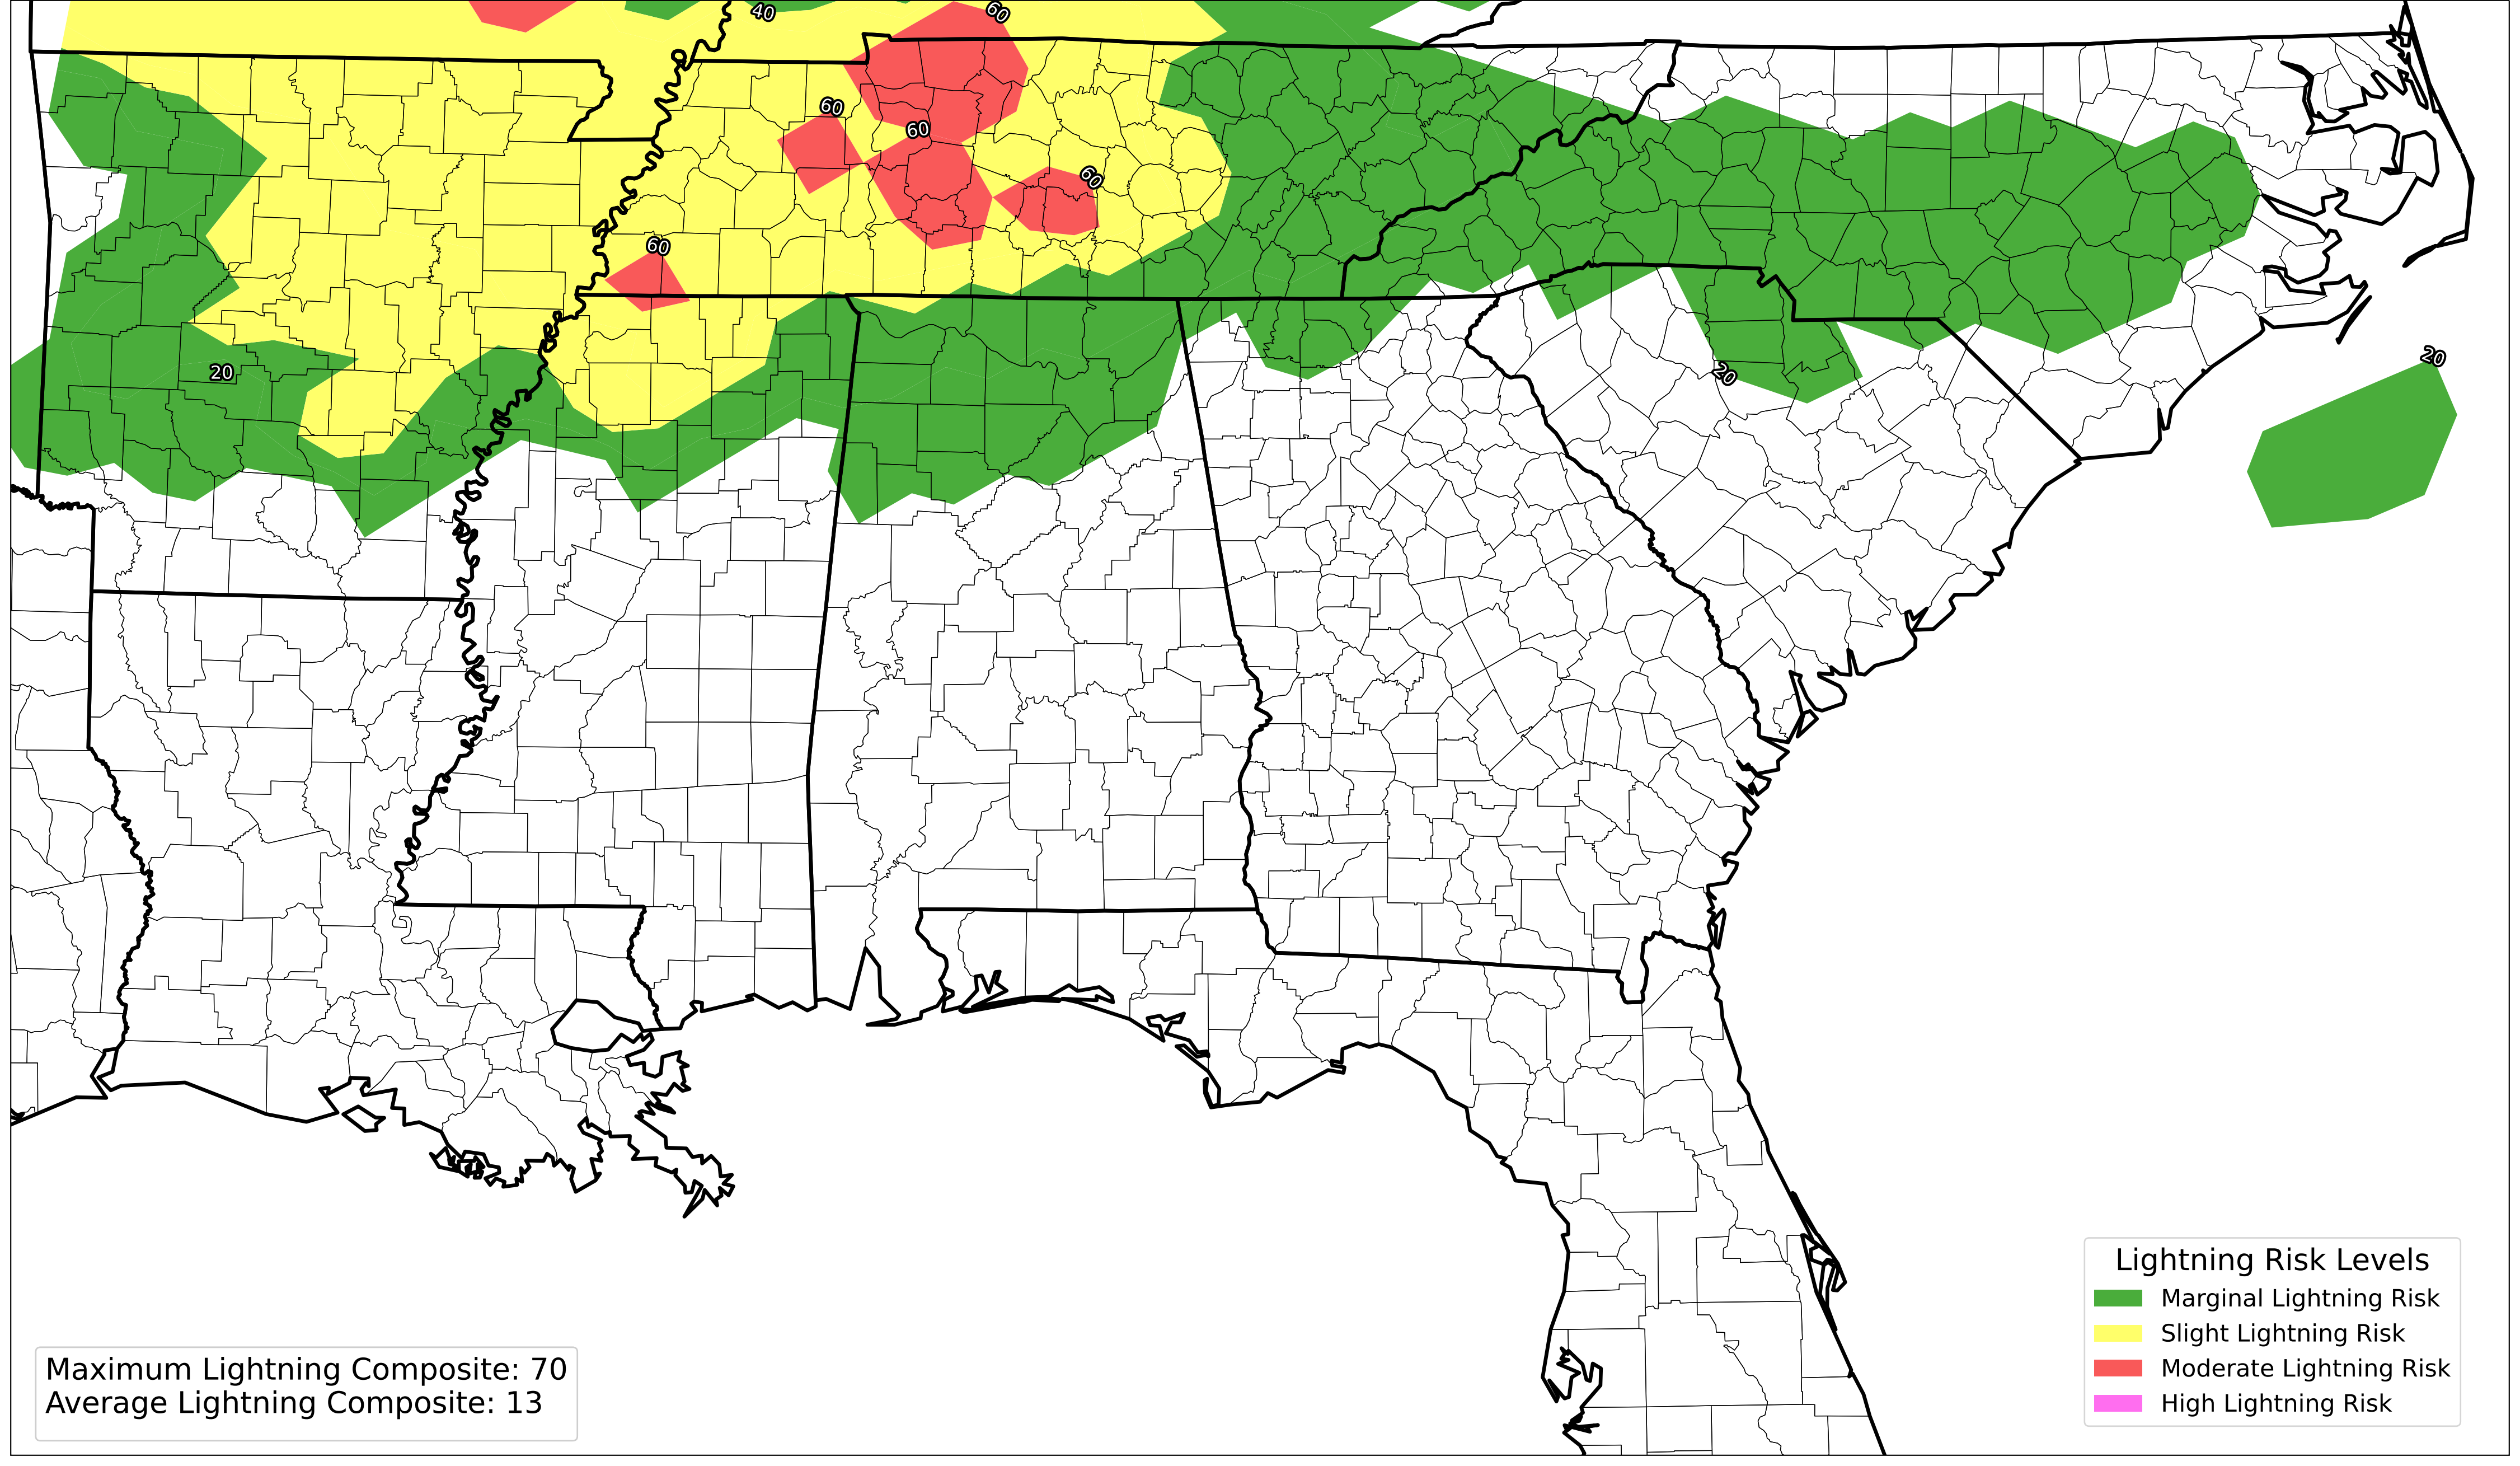 40
60
60
60
60
60
20
20
20
Lightning Risk Levels
Marginal Lightning Risk
Slight Lightning Risk
Moderate Lightning Risk
High Lightning Risk
Maximum Lightning Composite: 70
Average Lightning Composite: 13